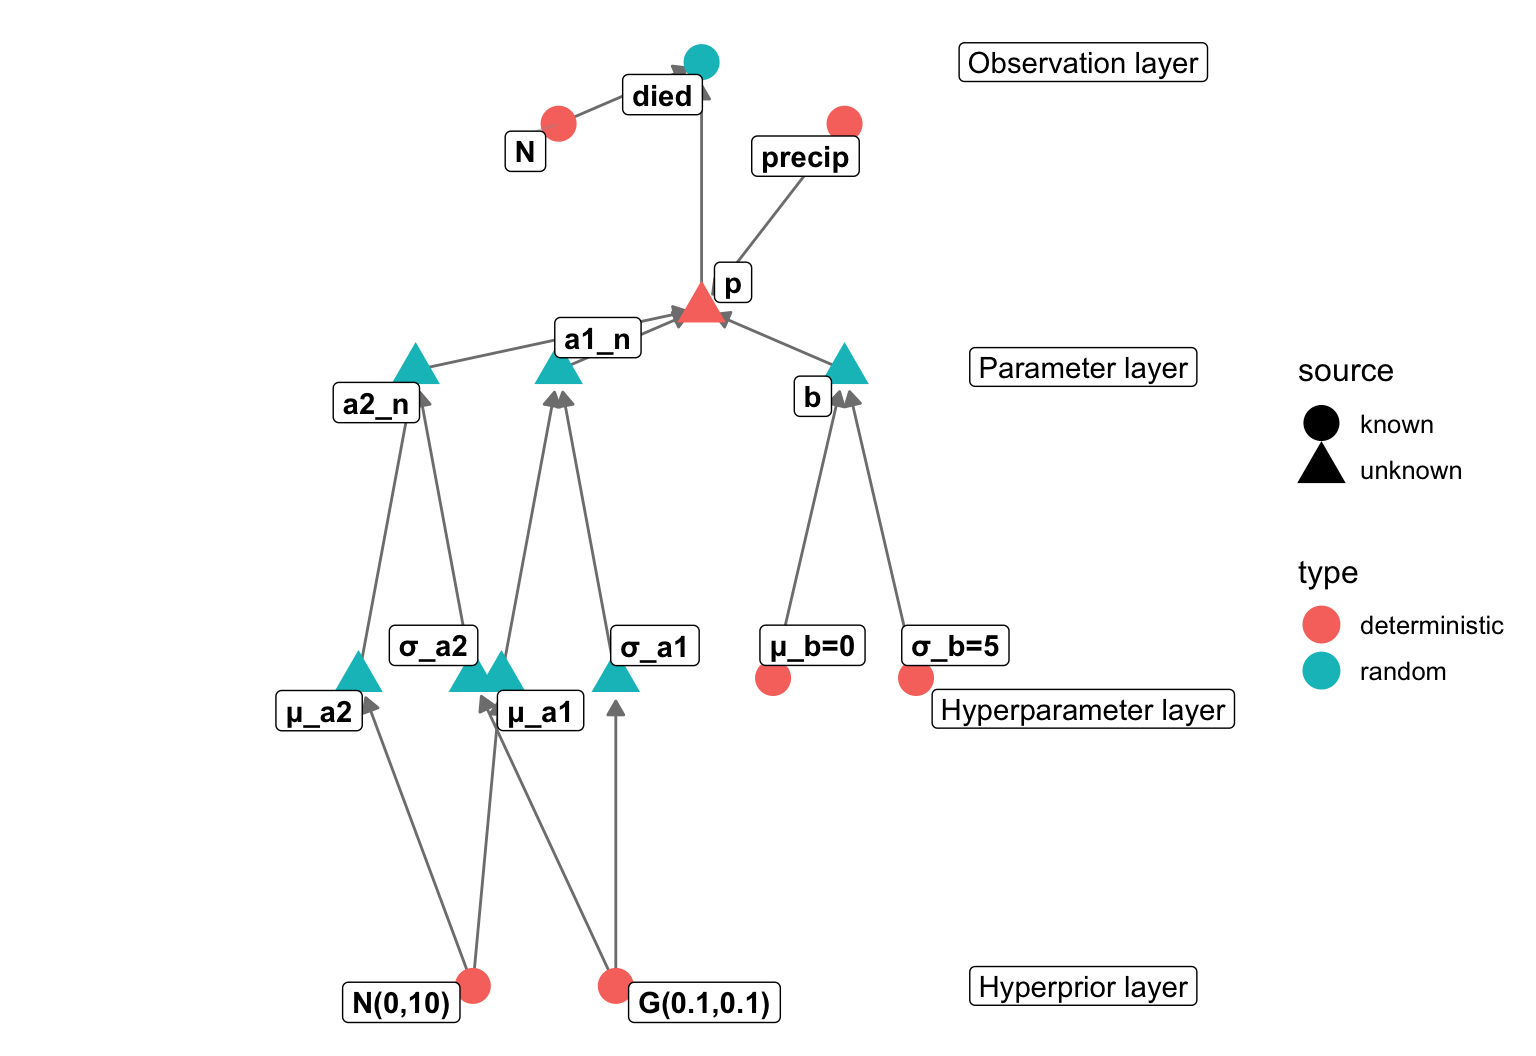 Observation layer
died
N
precip
p
a1_n
Parameter layer
a2_n
b
σ_a2
σ_a1
μ_b=0
σ_b=5
μ_a2
μ_a1
Hyperparameter layer
N(0,10)
G(0.1,0.1)
Hyperprior layer
source
known
unknown
type
deterministic
random